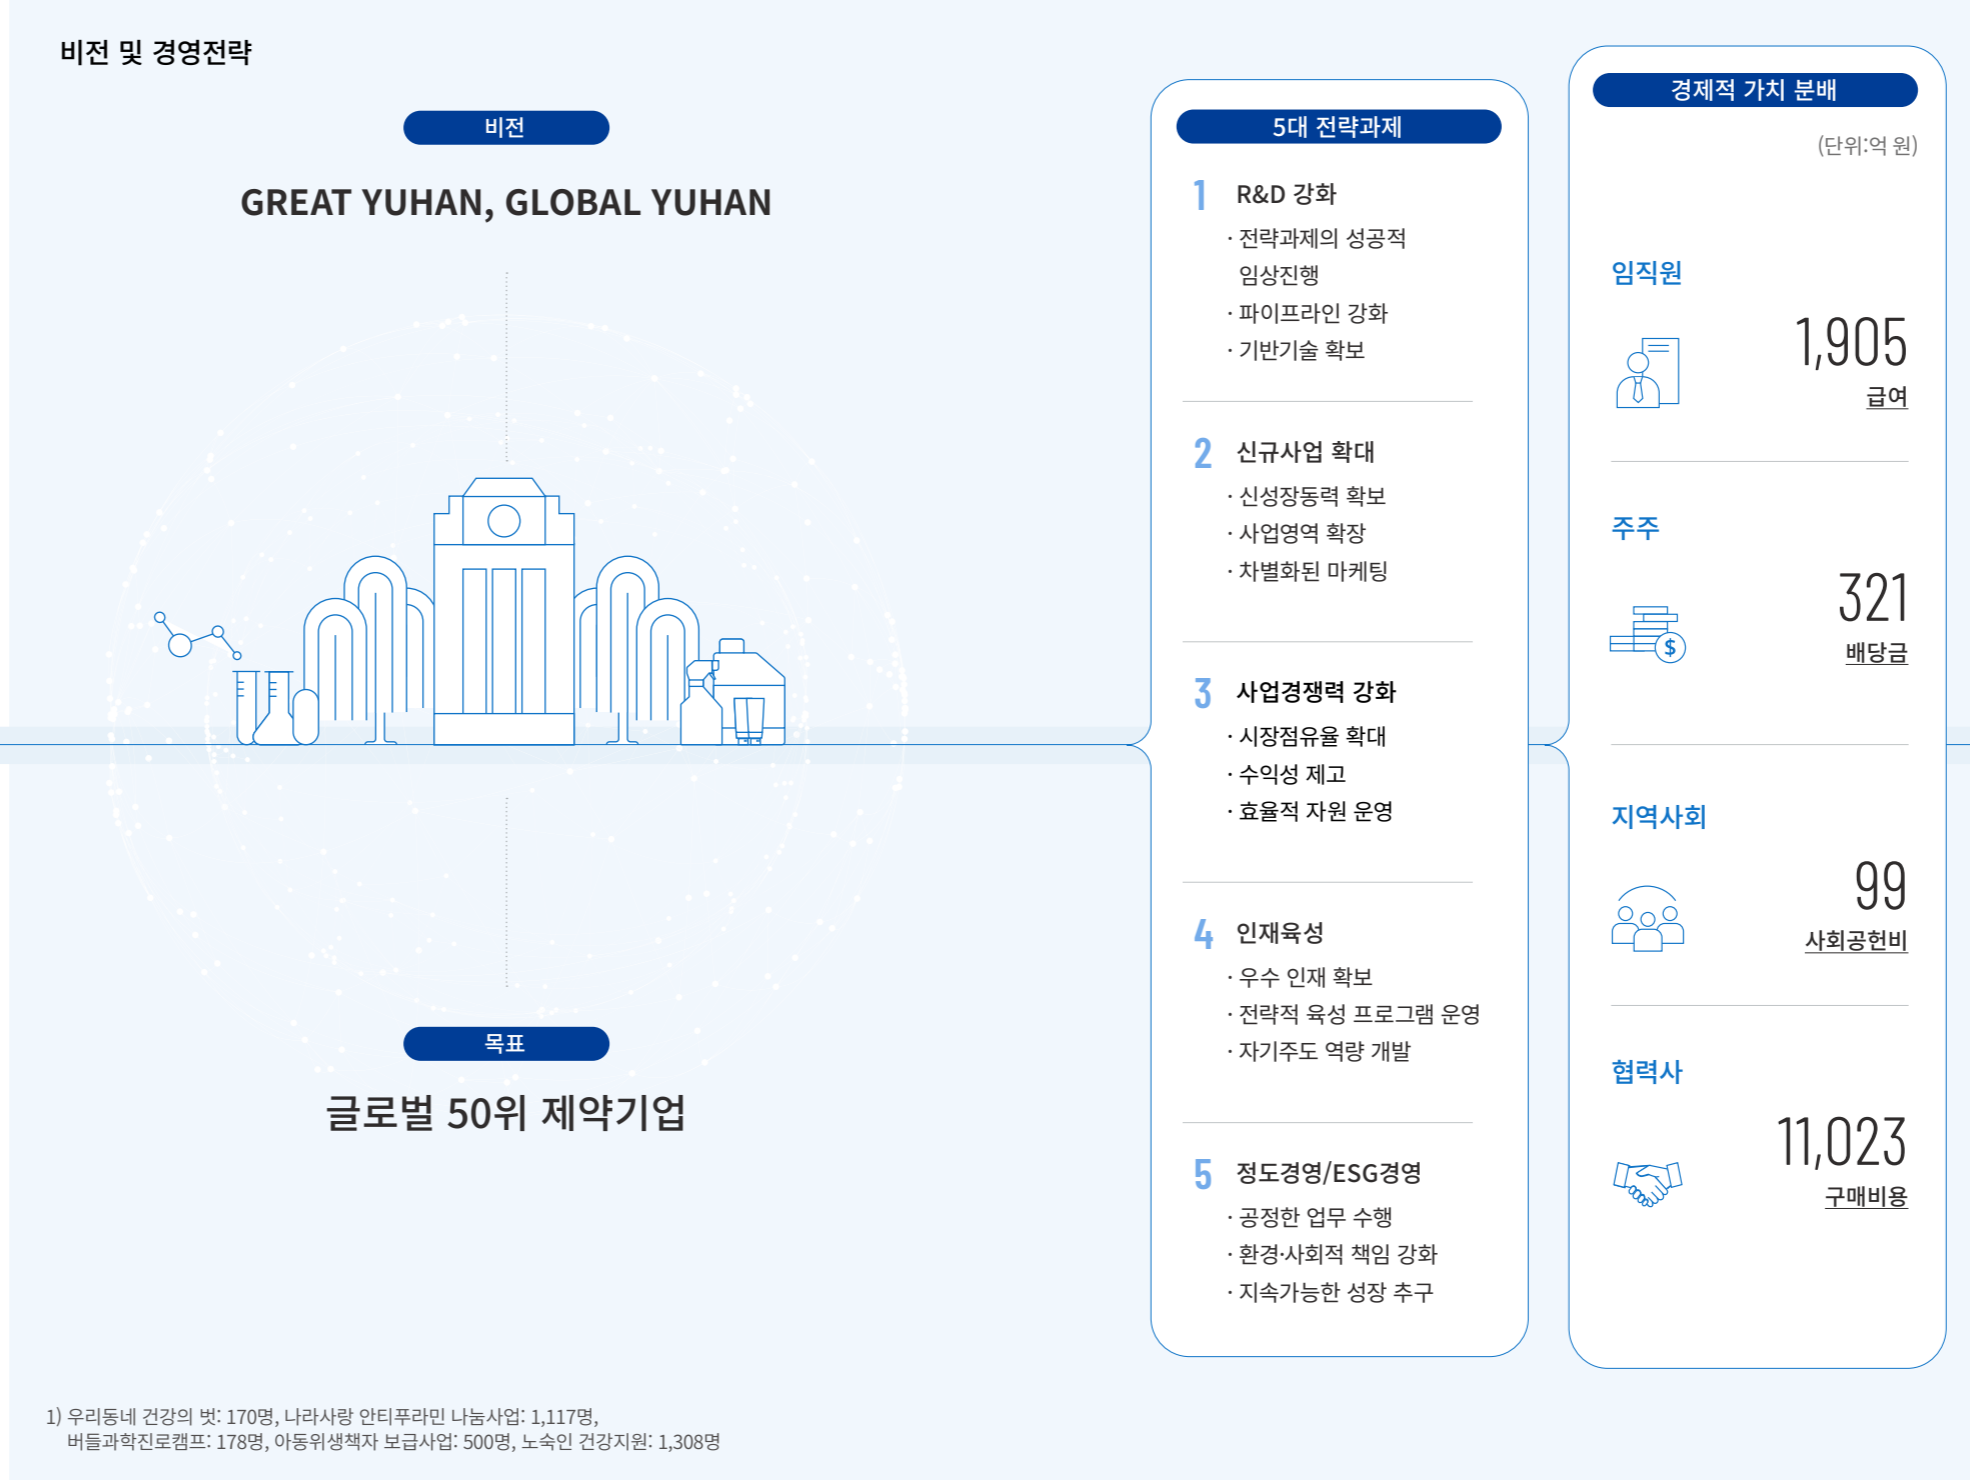 비전 및 경영전략
비전
GREAT YUHAN, GLOBAL YUHAN
목표
글로벌 50위 제약기업
5대 전략과제
1 R&D 강화
· 전략과제의 성공적
임상진행
· 파이프라인 강화
· 기반기술 확보
2 신규사업 확대
· 신성장동력 확보
· 사업영역 확장
· 차별화된 마케팅
3 사업경쟁력 강화
· 시장점유율 확대
· 수익성 제고
· 효율적 자원 운영
4 인재육성
· 우수 인재 확보
· 전략적 육성 프로그램 운영
· 자기주도 역량 개발
5 정도경영/ESG경영
· 공정한 업무 수행
· 환경·사회적 책임 강화
· 지속가능한 성장 추구
경제적 가치 분배
(단위:억 원)
임직원
1,905
급여
주주
321
배당금
$
지역사회
99
사회공헌비
협력사
11,023
구매비용
1) 우리동네 건강의 벗: 170명, 나라사랑 안티푸라민 나눔사업: 1,117명,
버들과학진로캠프: 178명, 아동위생책자 보급사업: 500명, 노숙인 건강지원: 1,308명